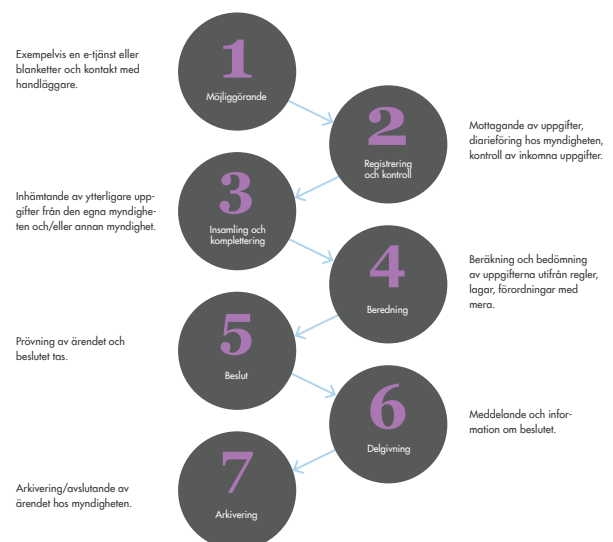 Exempelvis en e-tjänst eller
blanketter och kontakt med
handläggare.
1
Möjliggörande
2
Registrering
och kontroll
Mottagande av uppgifter,
diarieföring hos myndigheten,
kontroll av inkomna uppgifter.
Inhämtande av ytterligare upp-
gifter från den egna myndighe-
ten och/eller annan myndighet.
3
Insamling och
komplettering
4
Beredning
Beräkning och bedömning
av uppgifterna utifrån regler,
lagar, förordningar med
mera.
Prövning av ärendet och
beslutet tas.
5
Beslut
6
Delgivning
Meddelande och infor-
mation om beslutet.
Arkivering/avslutande av
ärendet hos myndigheten.
7
Arkivering